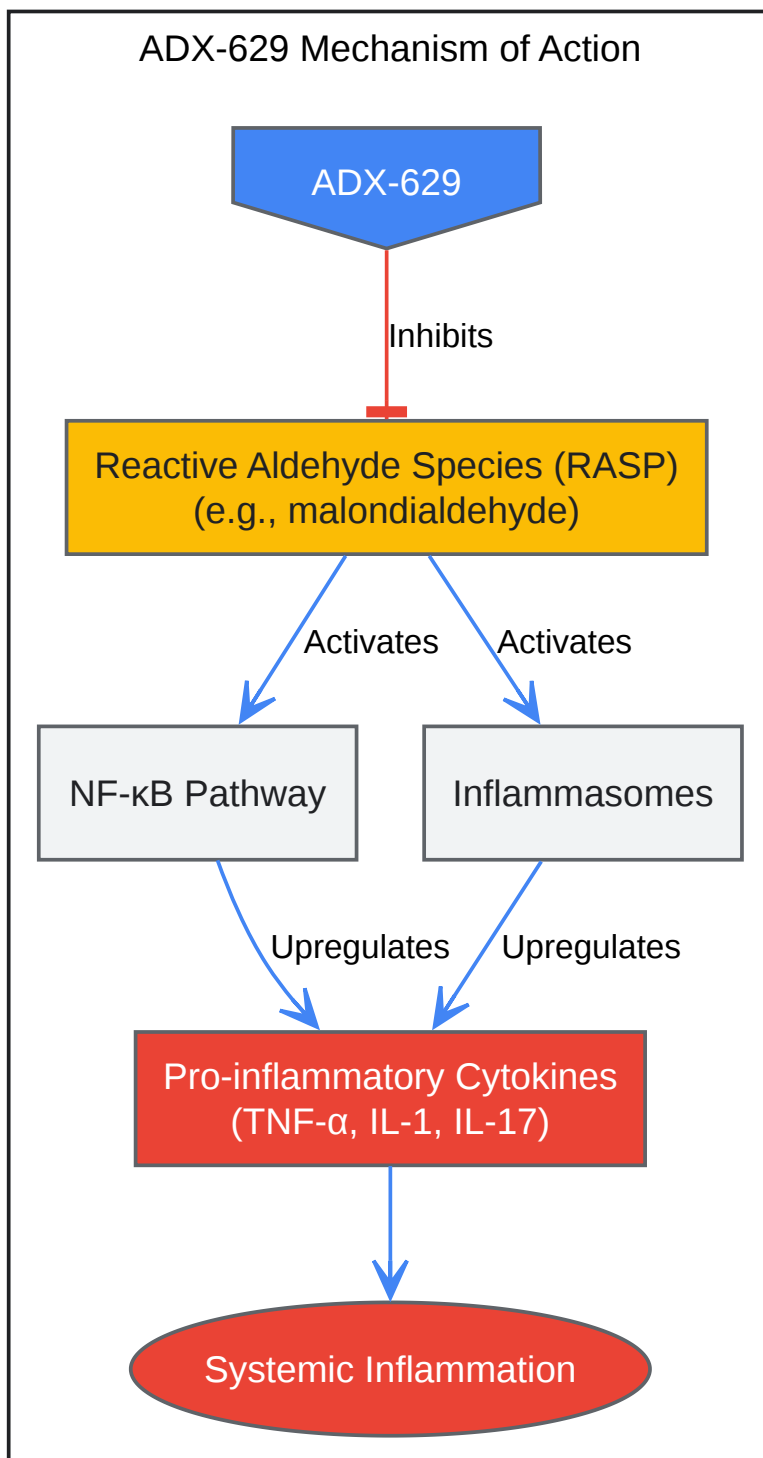 ADX-629 Mechanism of Action
ADX-629
Inhibits
Reactive Aldehyde Species (RASP)
(e.g., malondialdehyde)
Activates
Activates
NF-κB Pathway
Inflammasomes
Upregulates
Upregulates
Pro-inflammatory Cytokines
(TNF-α, IL-1, IL-17)
Systemic Inflammation